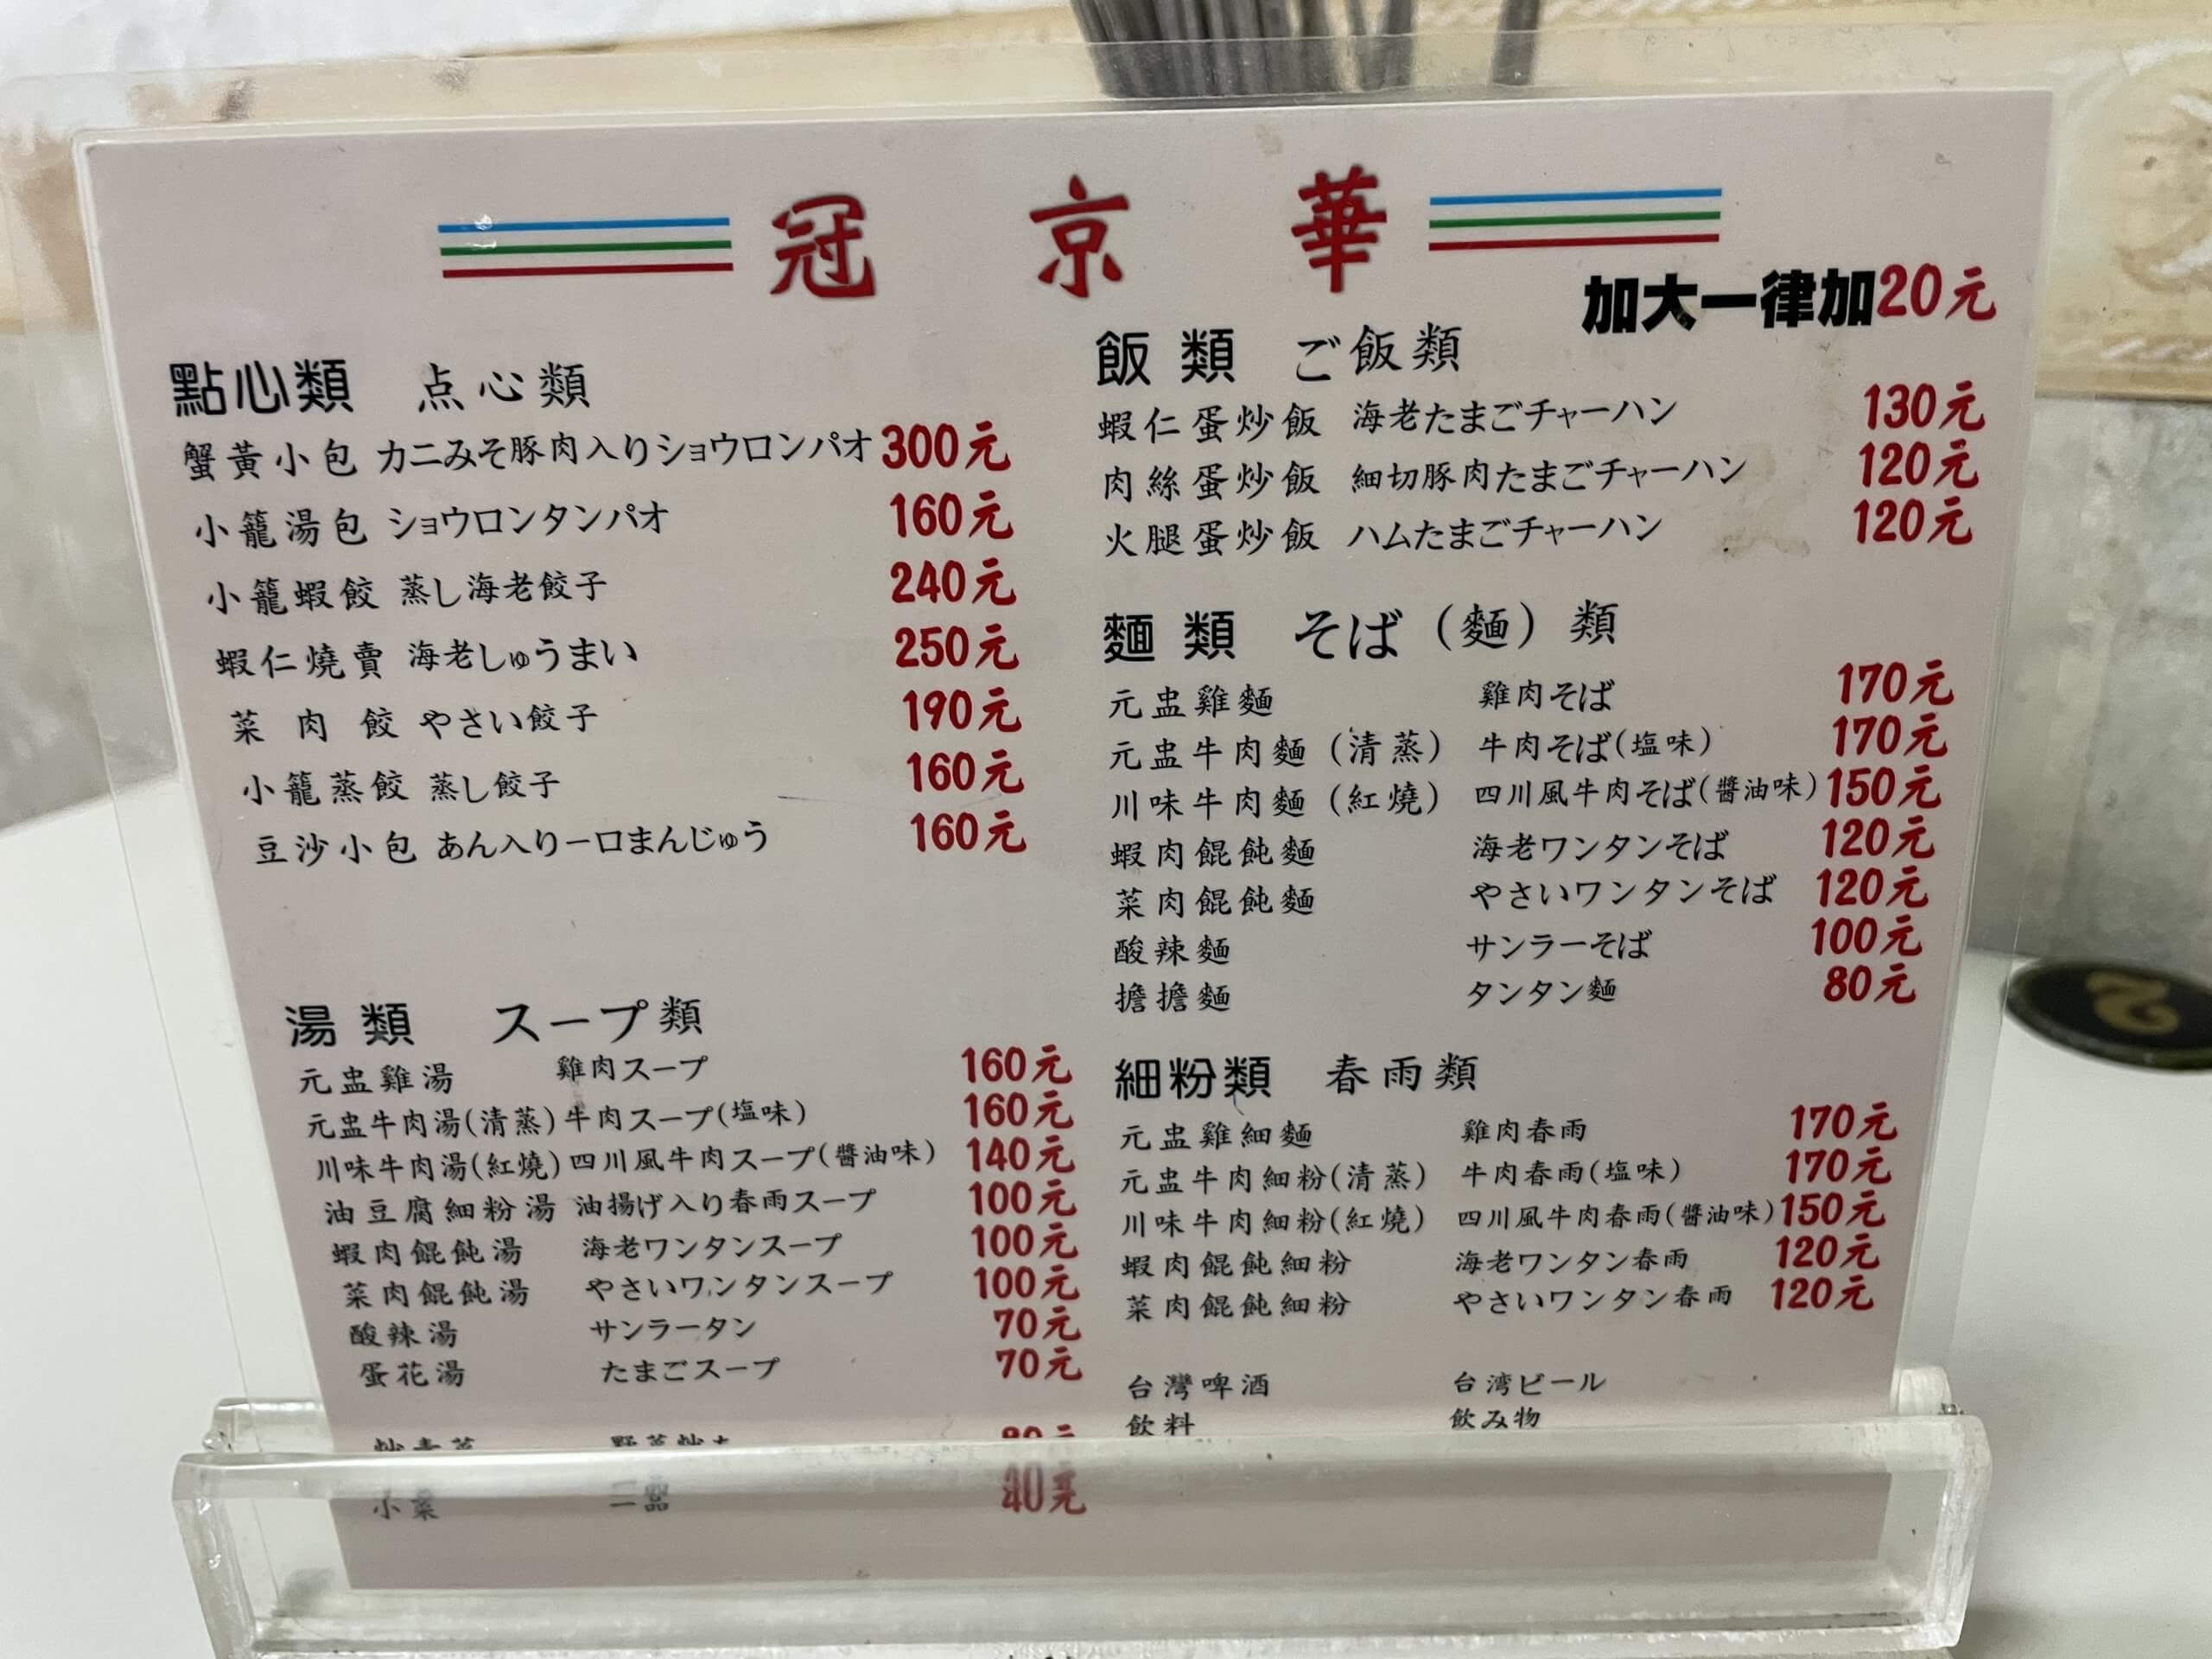 冠京華
加大一律加20元
點心類 点心類
蟹黃小包 カニみそ豚肉入りショウロンパオ 300元
小籠湯包 ショウロンタンパオ 160元
小籠蝦餃 蒸し海老餃子 240元
蝦仁燒賣 海老しゅうまい 250元
菜肉餃 やさい餃子 190元
小籠蒸餃 蒸し餃子 160元
豆沙小包 あん入り一口まんじゅう 160元
湯類 スープ類
元盅雞湯 雞肉スープ 160元
元盅牛肉湯(清蒸) 牛肉スープ(塩味) 160元
川味牛肉湯(紅燒) 四川風牛肉スープ(醬油味) 140元
油豆腐細粉湯 油揚げ入り春雨スープ 100元
蝦肉餛飩湯 海老ワンタンスープ 100元
菜肉餛飩湯 やさいワンタンスープ 100元
酸辣湯 サンラータン 70元
蛋花湯 たまごスープ 70元
小菜 40元
飯類 ご飯類
蝦仁蛋炒飯 海老たまごチャーハン 130元
肉絲蛋炒飯 細切豚肉たまごチャーハン 120元
火腿蛋炒飯 ハムたまごチャーハン 120元
麵類 そば（麵）類
元盅雞麵 雞肉そば 170元
元盅牛肉麵(清蒸) 牛肉そば(塩味) 170元
川味牛肉麵(紅燒) 四川風牛肉そば(醬油味) 150元
蝦肉餛飩麵 海老ワンタンそば 120元
菜肉餛飩麵 やさいワンタンそば 120元
酸辣麵 サンラーそば 100元
擔擔麵 タンタン麵 80元
細粉類 春雨類
元盅雞細麵 雞肉春雨 170元
元盅牛肉細粉(清蒸) 牛肉春雨(塩味) 170元
川味牛肉細粉(紅燒) 四川風牛肉春雨(醬油味) 150元
蝦肉餛飩細粉 海老ワンタン春雨 120元
菜肉餛飩細粉 やさいワンタン春雨 120元
台灣啤酒 台湾ビール
飲料 飲み物